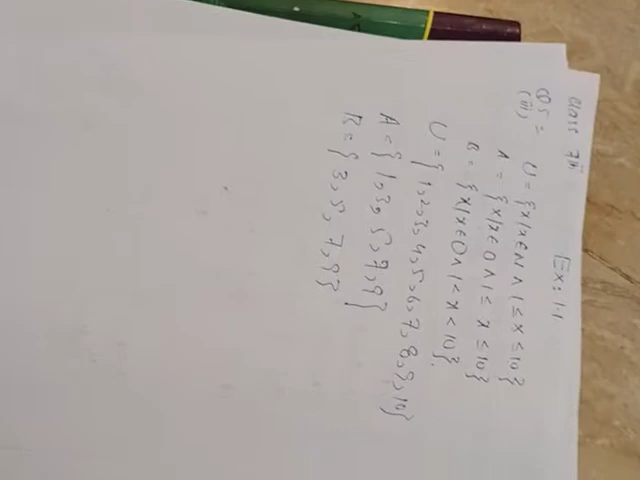 class 7th
Ex: 1.1
Q5 =
(iii) U = {x|x∈N ∧ 1 ≤ x ≤ 10}
A = {x|x∈O ∧ 1 ≤ x ≤ 10}
B = {x|x∈O ∧ 1 < x < 10}
U = {1,2,3,4,5,6,7,8,9,10}
A = {1,3,5,7,9}
B = {3,5,7,9}